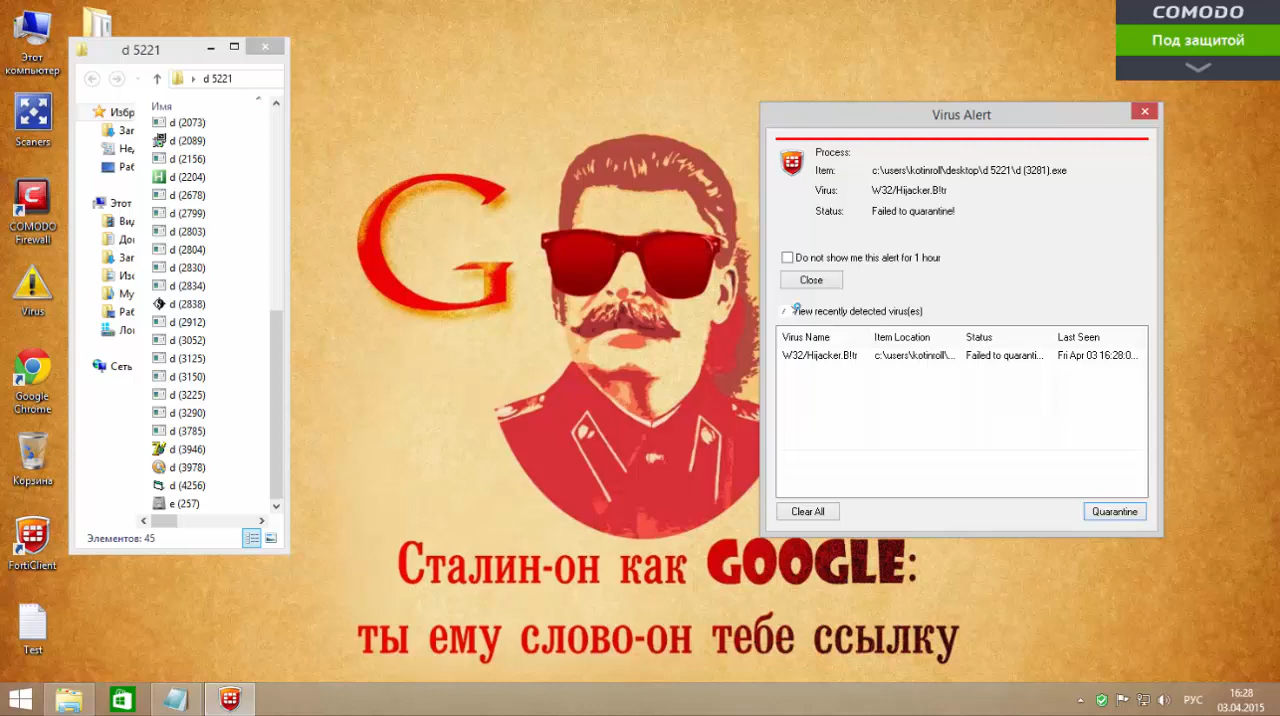 Этот
компьютер
Scaners
COMODO
Firewall
Virus
Google
Chrome
Корзина
FortiClient
Test
d 5221
d 5221
Избр
Заг
Раб
Этот
Заг
Раб
Сеть
Имя
d (2073)
d (2089)
d (2156)
d (2204)
d (2678)
d (2799)
d (2803)
d (2804)
d (2830)
d (2834)
d (2838)
d (2912)
d (3052)
d (3125)
d (3150)
d (3225)
d (3290)
d (3785)
d (3946)
d (3978)
d (4256)
e (257)
Элементов: 45
G
Сталин-он как GOOGLE:
ты ему слово-он тебе ссылку
COMODO
Под защитой
Virus Alert
Process:
Item: c:\users\kotinroll\desktop\d 5221\d (3281).exe
Virus: W32/Hijacker.B!tr
Status: Failed to quarantine!
Do not show me this alert for 1 hour
Close
recently detected virus(es)
Virus Name Item Location Status Last Seen
W32/Hijacker.B!tr c:\users\kotinroll\... Failed to quaranti... Fri Apr 03 16:28:0...
Clear All Quarantine
РУС
16:28
03.04.2015